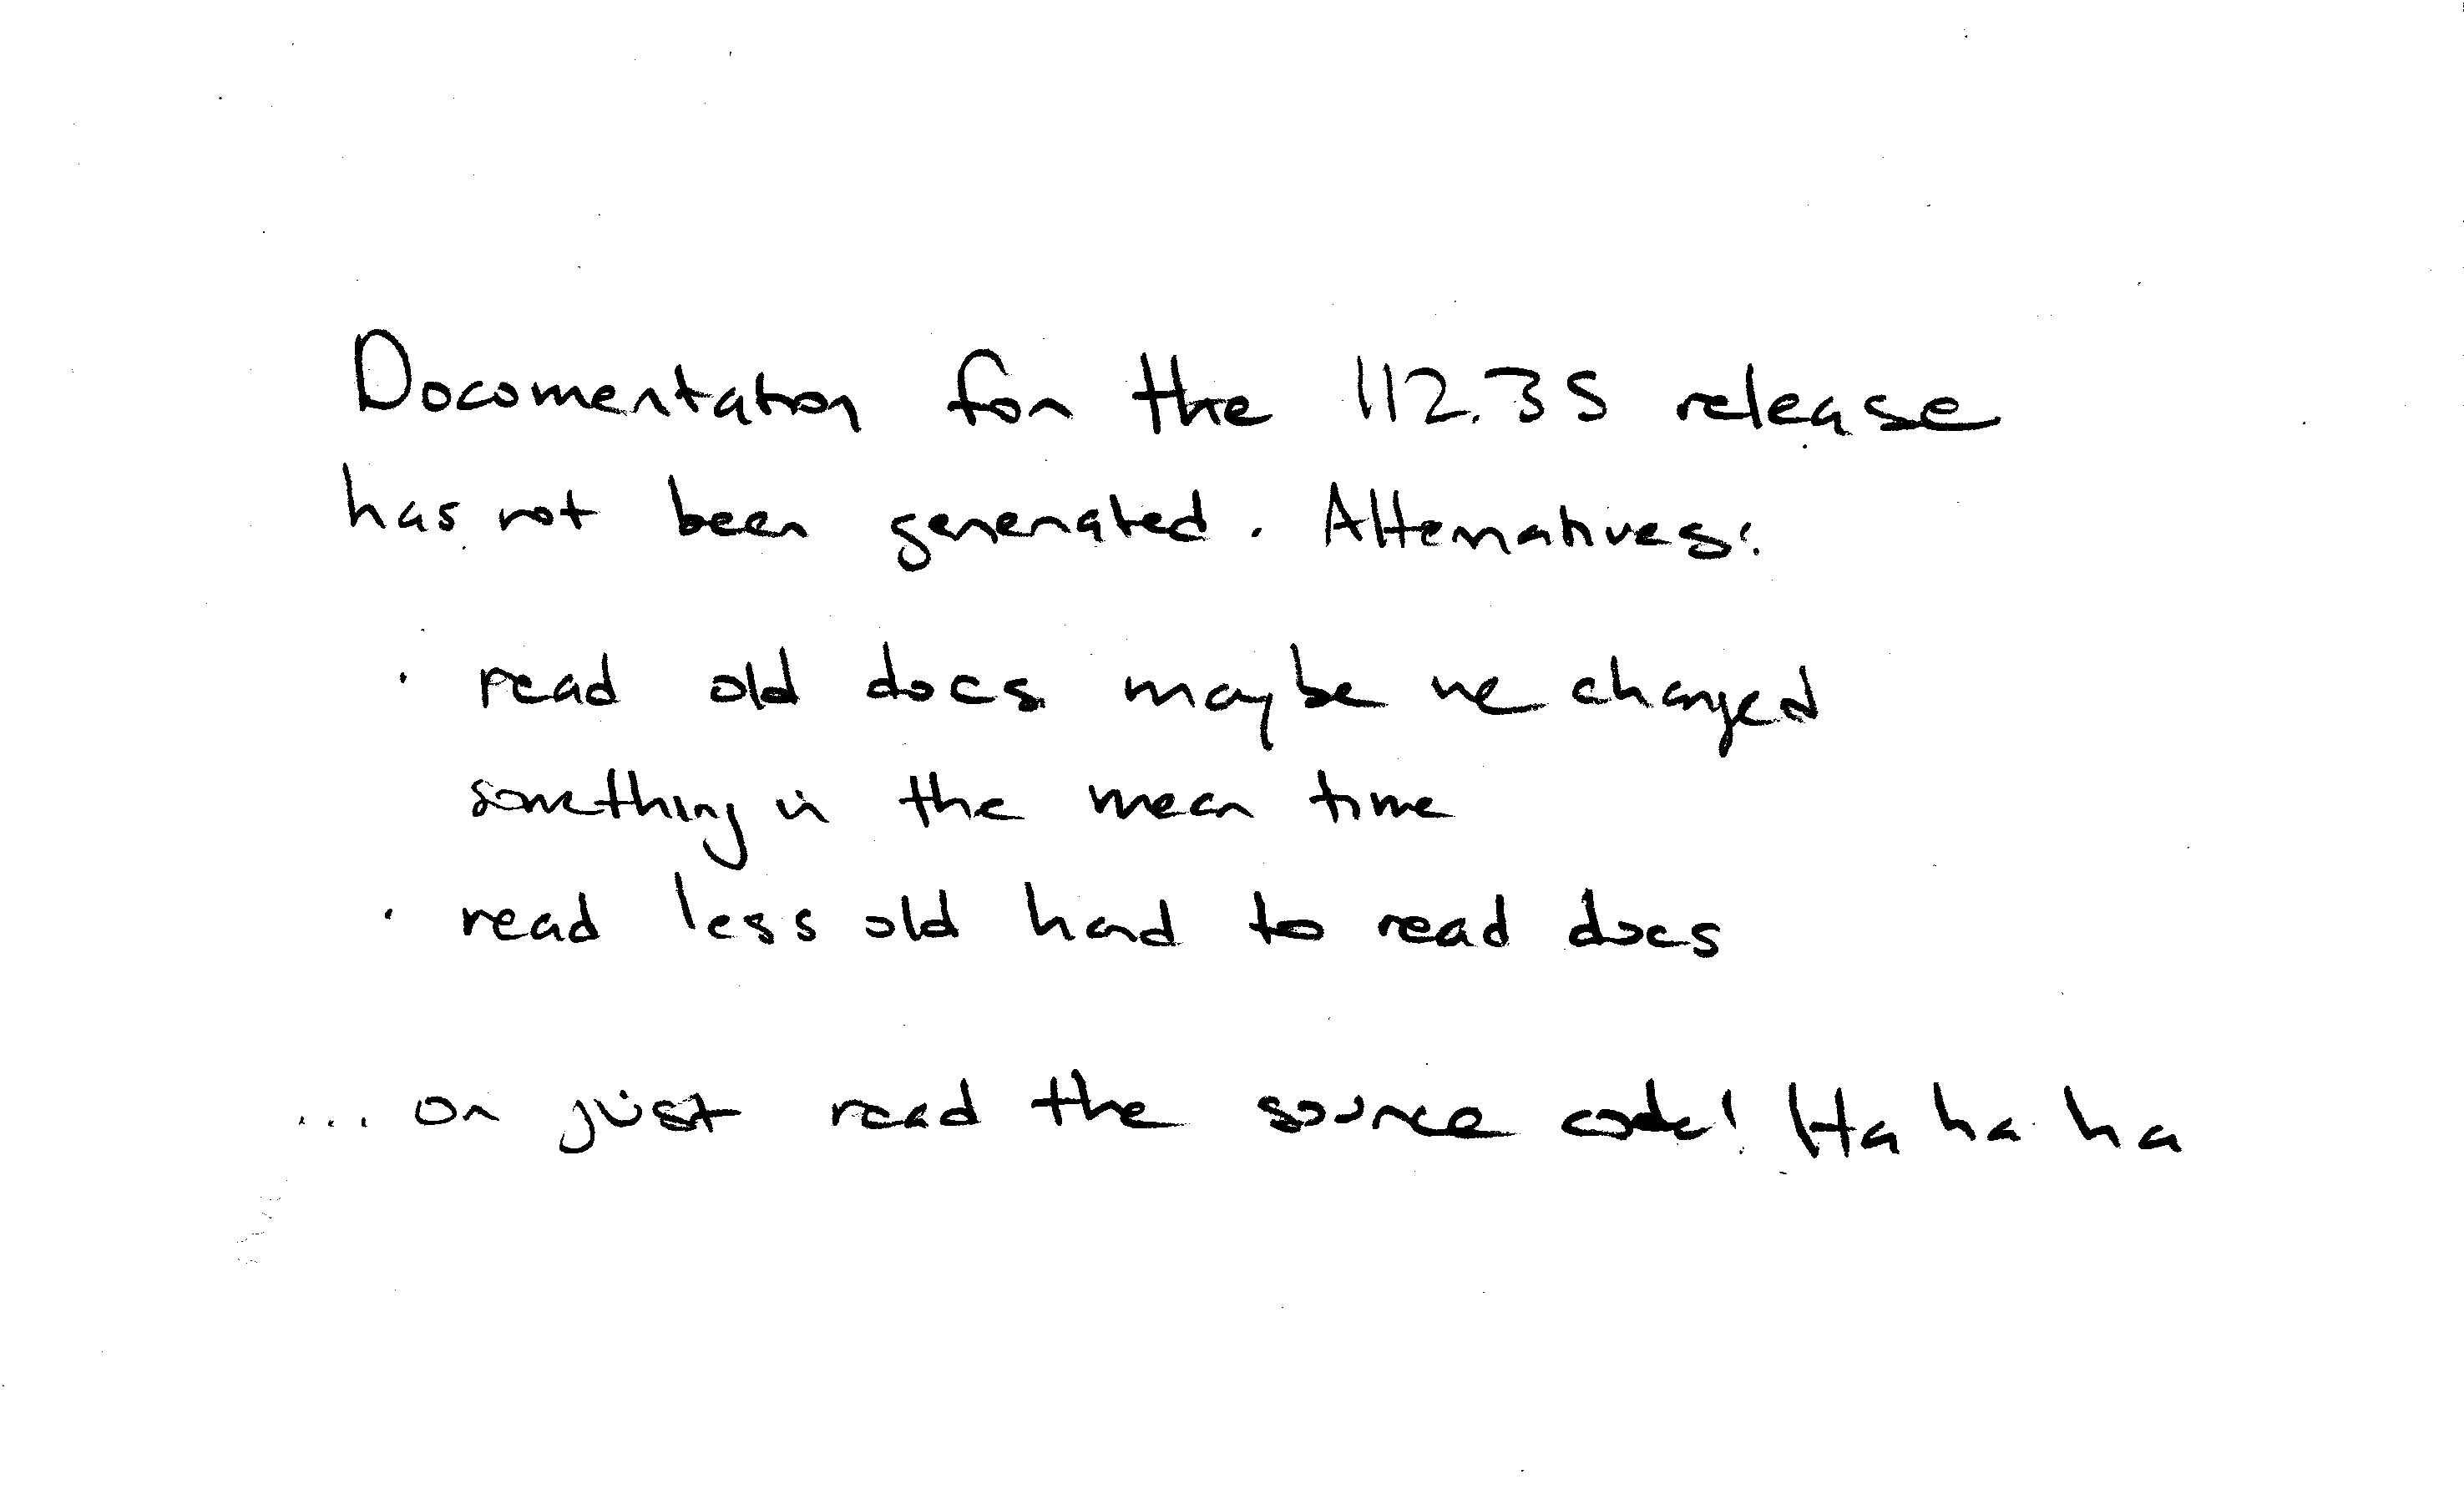 Documentation for the 112.35 release
has not been generated. Alternatives:
· read old docs maybe we changed
something in the mean time
· read less old hard to read docs
... or just read the source code! Ha ha ha